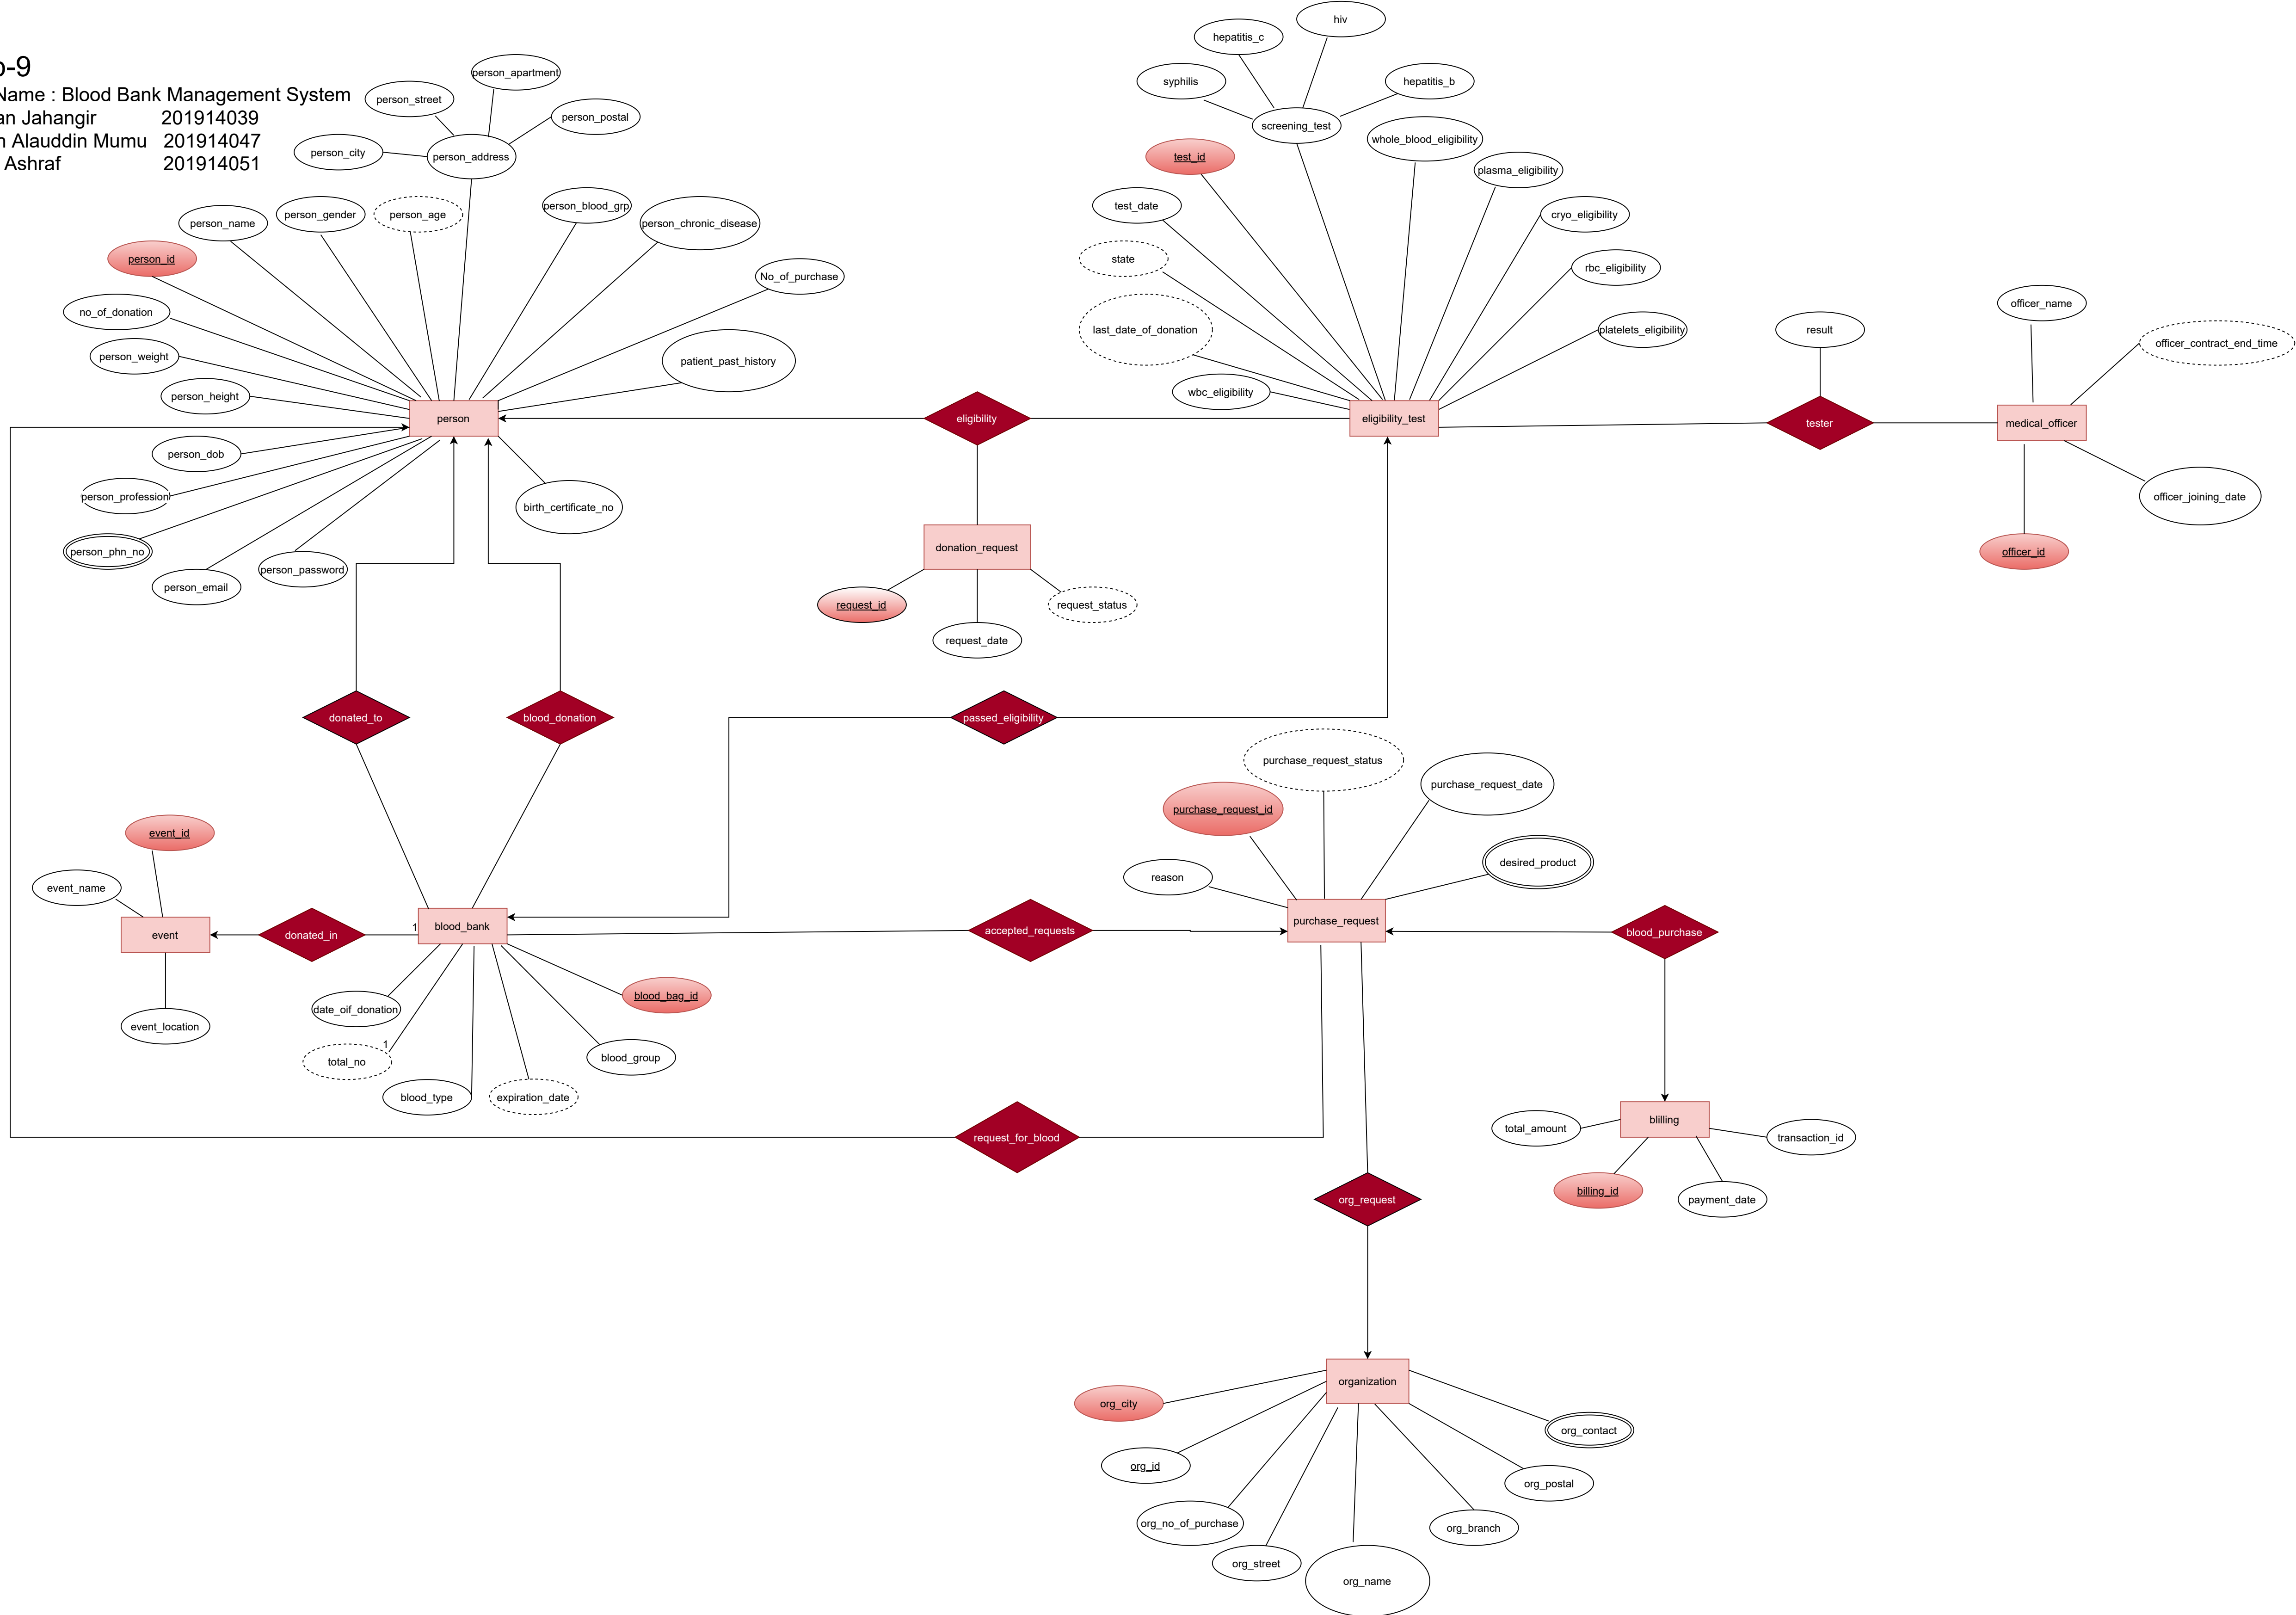 o-9
Name : Blood Bank Management System
an Jahangir 201914039
n Alauddin Mumu 201914047
Ashraf 201914051
hiv
hepatitis_c
syphilis
hepatitis_b
screening_test
person_apartment
person_street
person_postal
person_city
person_address
whole_blood_eligibility
test_id
plasma_eligibility
test_date
cryo_eligibility
state
rbc_eligibility
last_date_of_donation
platelets_eligibility
wbc_eligibility
eligibility_test
person_name
person_gender
person_age
person_blood_grp
person_chronic_disease
person_id
No_of_purchase
no_of_donation
person_weight
patient_past_history
person_height
person
person_dob
person_profession
birth_certificate_no
person_phn_no
person_email
person_password
eligibility
donation_request
request_id
request_status
request_date
result
tester
officer_name
officer_contract_end_time
medical_officer
officer_joining_date
officer_id
donated_to
blood_donation
passed_eligibility
purchase_request_status
purchase_request_date
purchase_request_id
desired_product
reason
purchase_request
event_id
event_name
event
donated_in
1
blood_bank
accepted_requests
blood_purchase
event_location
date_oif_donation
blood_bag_id
1
total_no
blood_group
blood_type
expiration_date
request_for_blood
blilling
total_amount
transaction_id
billing_id
payment_date
org_request
organization
org_city
org_contact
org_id
org_postal
org_no_of_purchase
org_branch
org_street
org_name